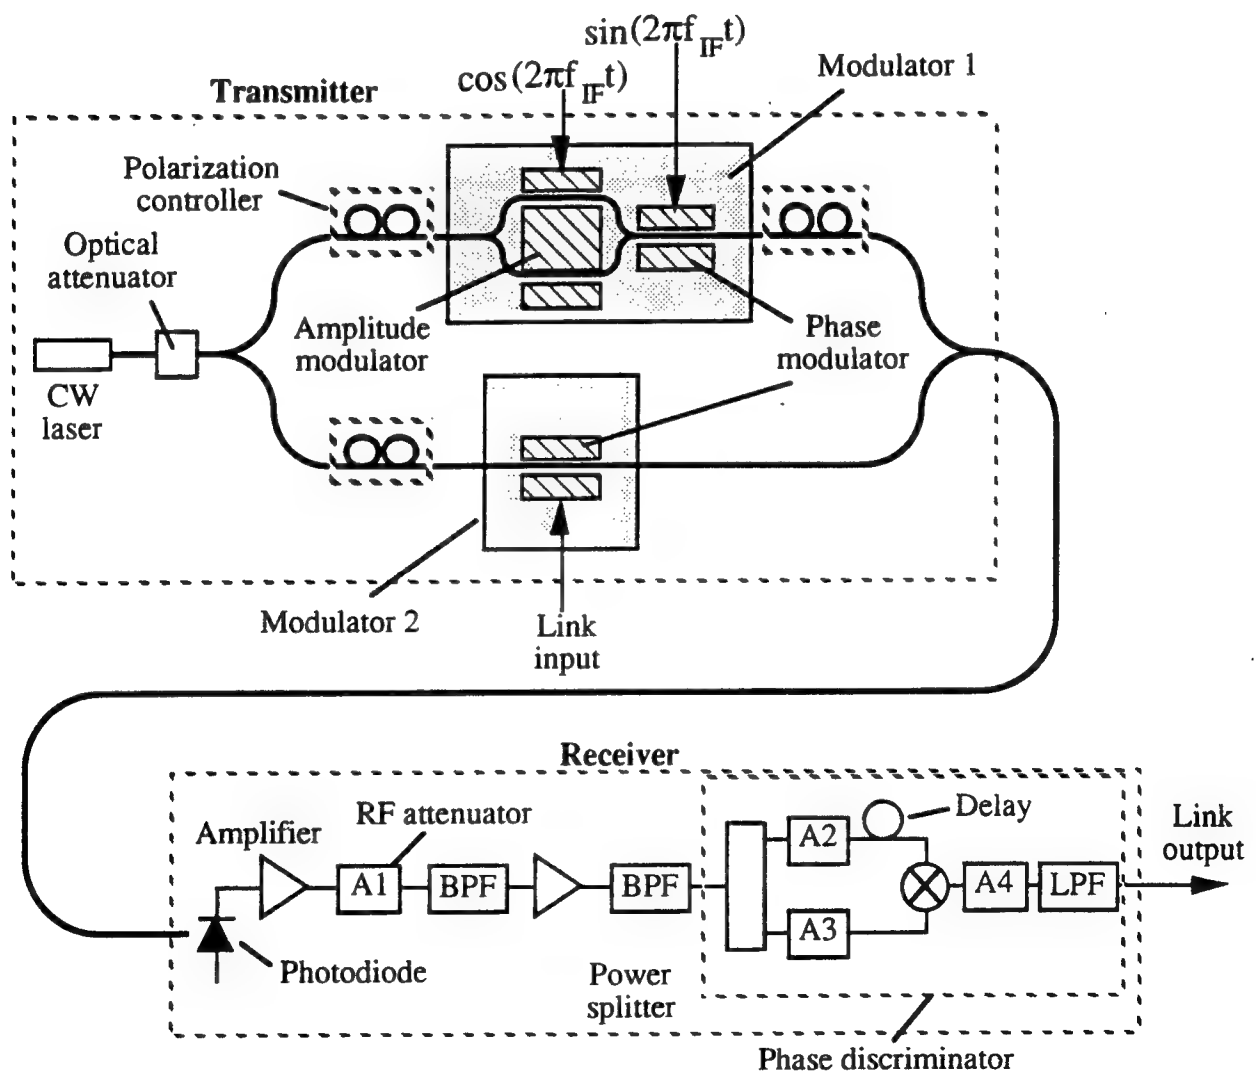 sin(2πf_IF t)
cos(2πf_IF t)
Modulator 1
Transmitter
Polarization
controller
Optical
attenuator
Amplitude
modulator
Phase
modulator
CW
laser
Modulator 2
Link
input
Receiver
Amplifier
RF attenuator
Delay
Link
output
A2
A1
BPF
BPF
A4
LPF
A3
Photodiode
Power
splitter
Phase discriminator